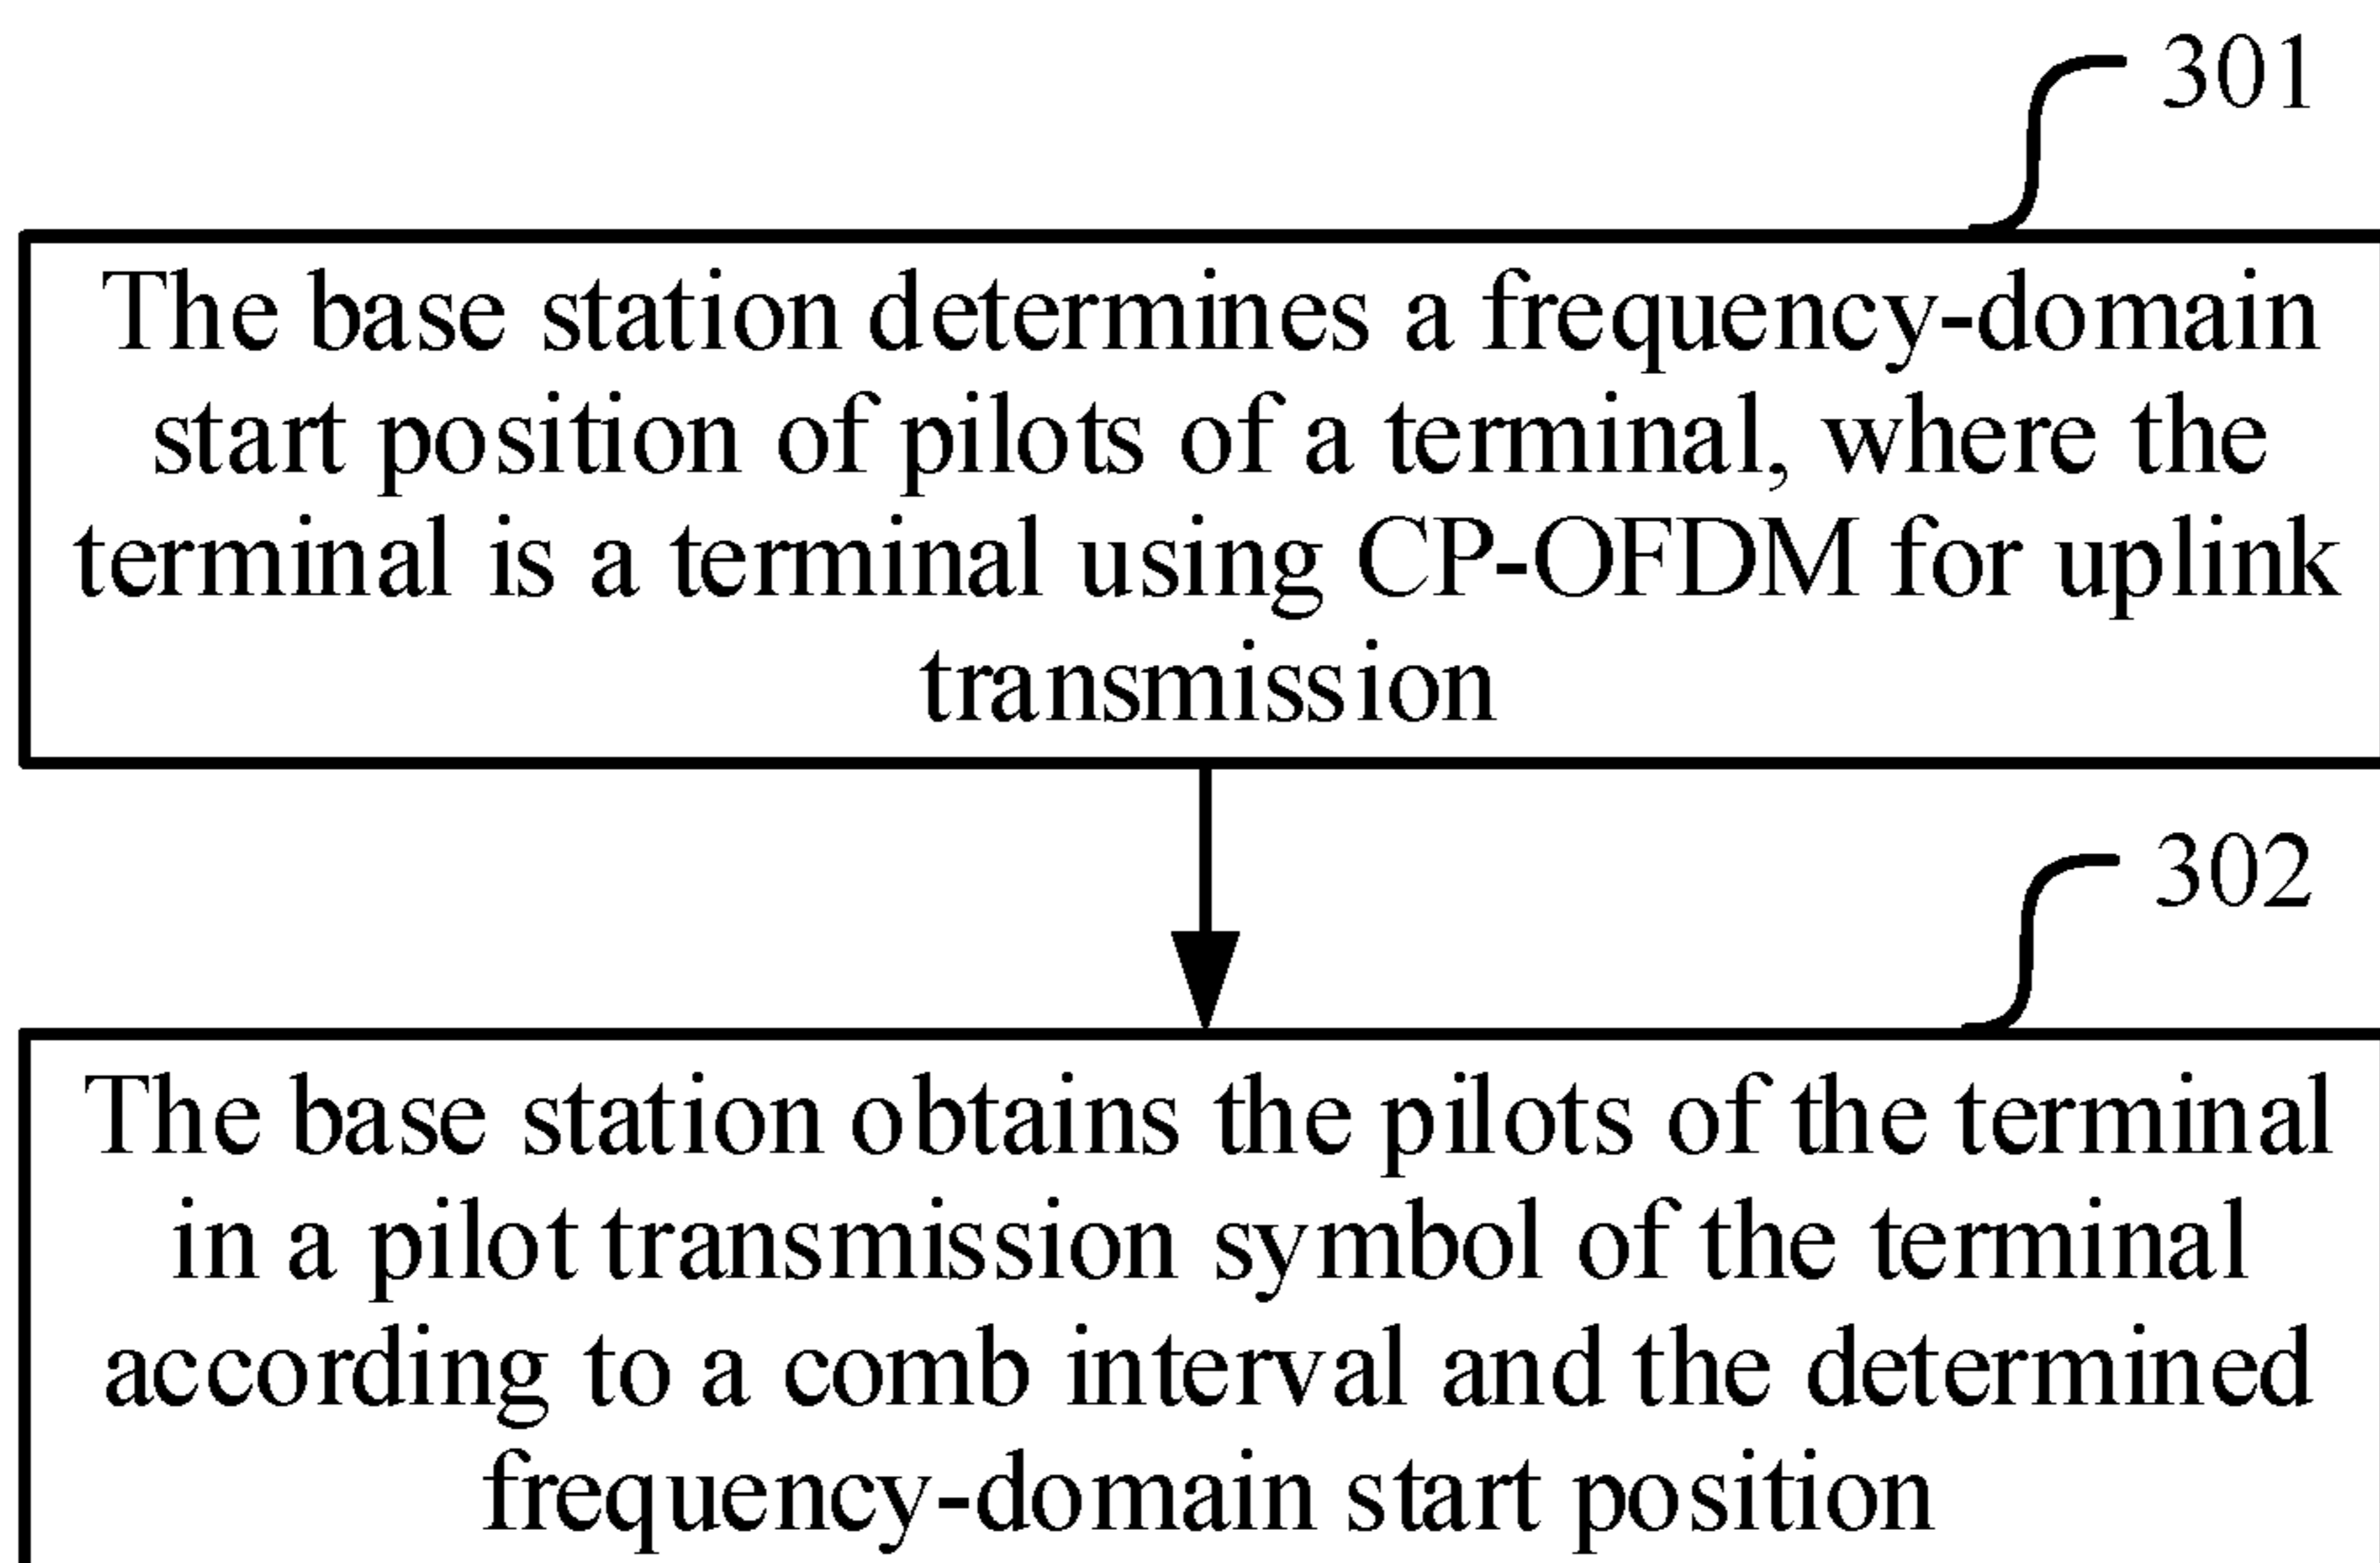 301
The base station determines a frequency-domain
start position of pilots of a terminal, where the
terminal is a terminal using CP-OFDM for uplink
transmission
302
The base station obtains the pilots of the terminal
in a pilot transmission symbol of the terminal
according to a comb interval and the determined
frequency-domain start position